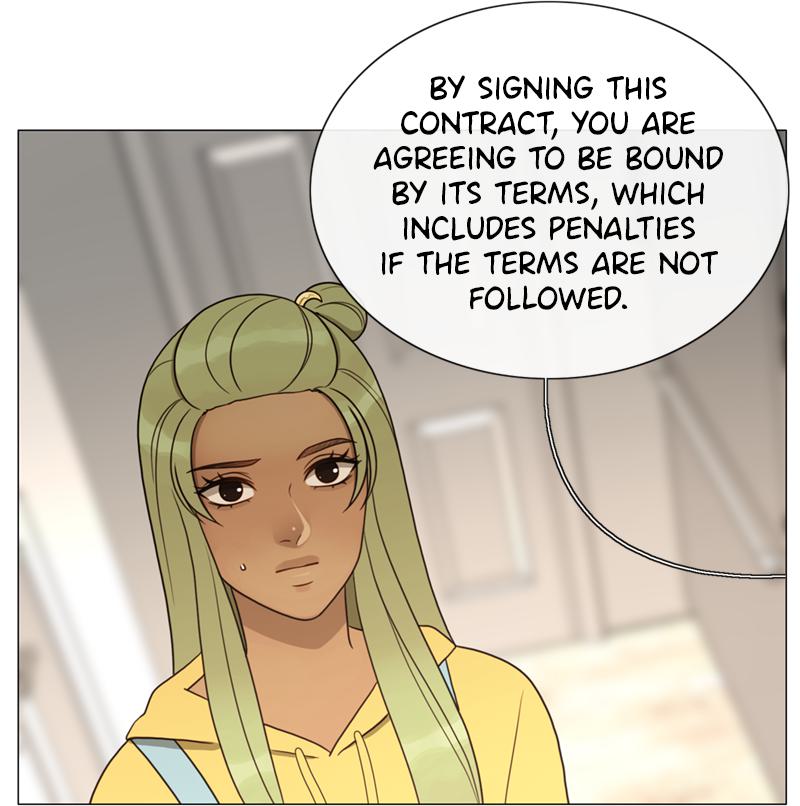 BY SIGNING THIS
CONTRACT, YOU ARE
AGREEING TO BE BOUND
BY ITS TERMS, WHICH
INCLUDES PENALTIES
IF THE TERMS ARE NOT
FOLLOWED.